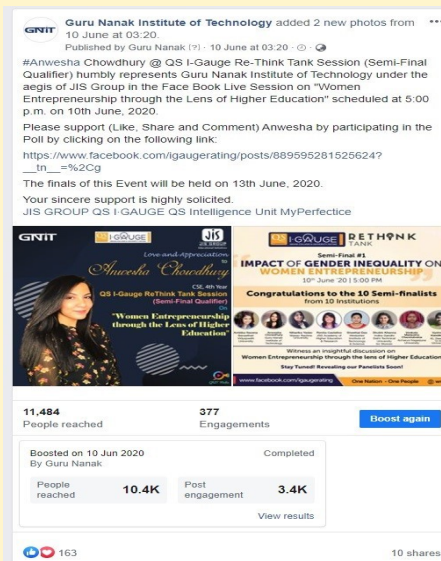 GNIT
Guru Nanak Institute of Technology added 2 new photos from
10 June at 03:20.
Published by Guru Nanak [?] · 10 June at 03:20 ·
#Anwesha Chowdhury @ QS I-Gauge Re-Think Tank Session (Semi-Final
Qualifier) humbly represents Guru Nanak Institute of Technology under the
aegis of JIS Group in the Face Book Live Session on "Women
Entrepreneurship through the Lens of Higher Education" scheduled at 5:00
p.m. on 10th June, 2020.
Please support (Like, Share and Comment) Anwesha by participating in the
Poll by clicking on the following link:
https://www.facebook.com/igaugerating/posts/889595281525624?
__tn__=%2Cg
The finals of this Event will be held on 13th June, 2020.
Your sincere support is highly solicited.
JIS GROUP QS I·GAUGE QS Intelligence Unit MyPerfectice
GNIT
I·GAUGE
JIS
Love and Appreciation
to
Anwesha Chowdhury
CSE, 4th Year
QS I-Gauge ReThink Tank Session
(Semi-Final Qualifier)
On
"Women Entrepreneurship
through the Lens of Higher
Education"
QS I·GAUGE
RETHINK
TANK
Semi-Final #1
IMPACT OF GENDER INEQUALITY ON
WOMEN ENTREPRENEURSHIP
10th June '20 | 5:00 PM
Congratulations to the 10 Semi-finalists
from 10 Institutions
Witness an insightful discussion on
Women Entrepreneurship through the lens of Higher Education
Stay Tuned! Revealing our Panelists Soon!
www.facebook.com/igaugerating
One Nation - One People
11,484
People reached
377
Engagements
Boost again
Boosted on 10 Jun 2020
Completed
By Guru Nanak
People
reached
10.4K
Post
engagement
3.4K
View results
163
10 shares